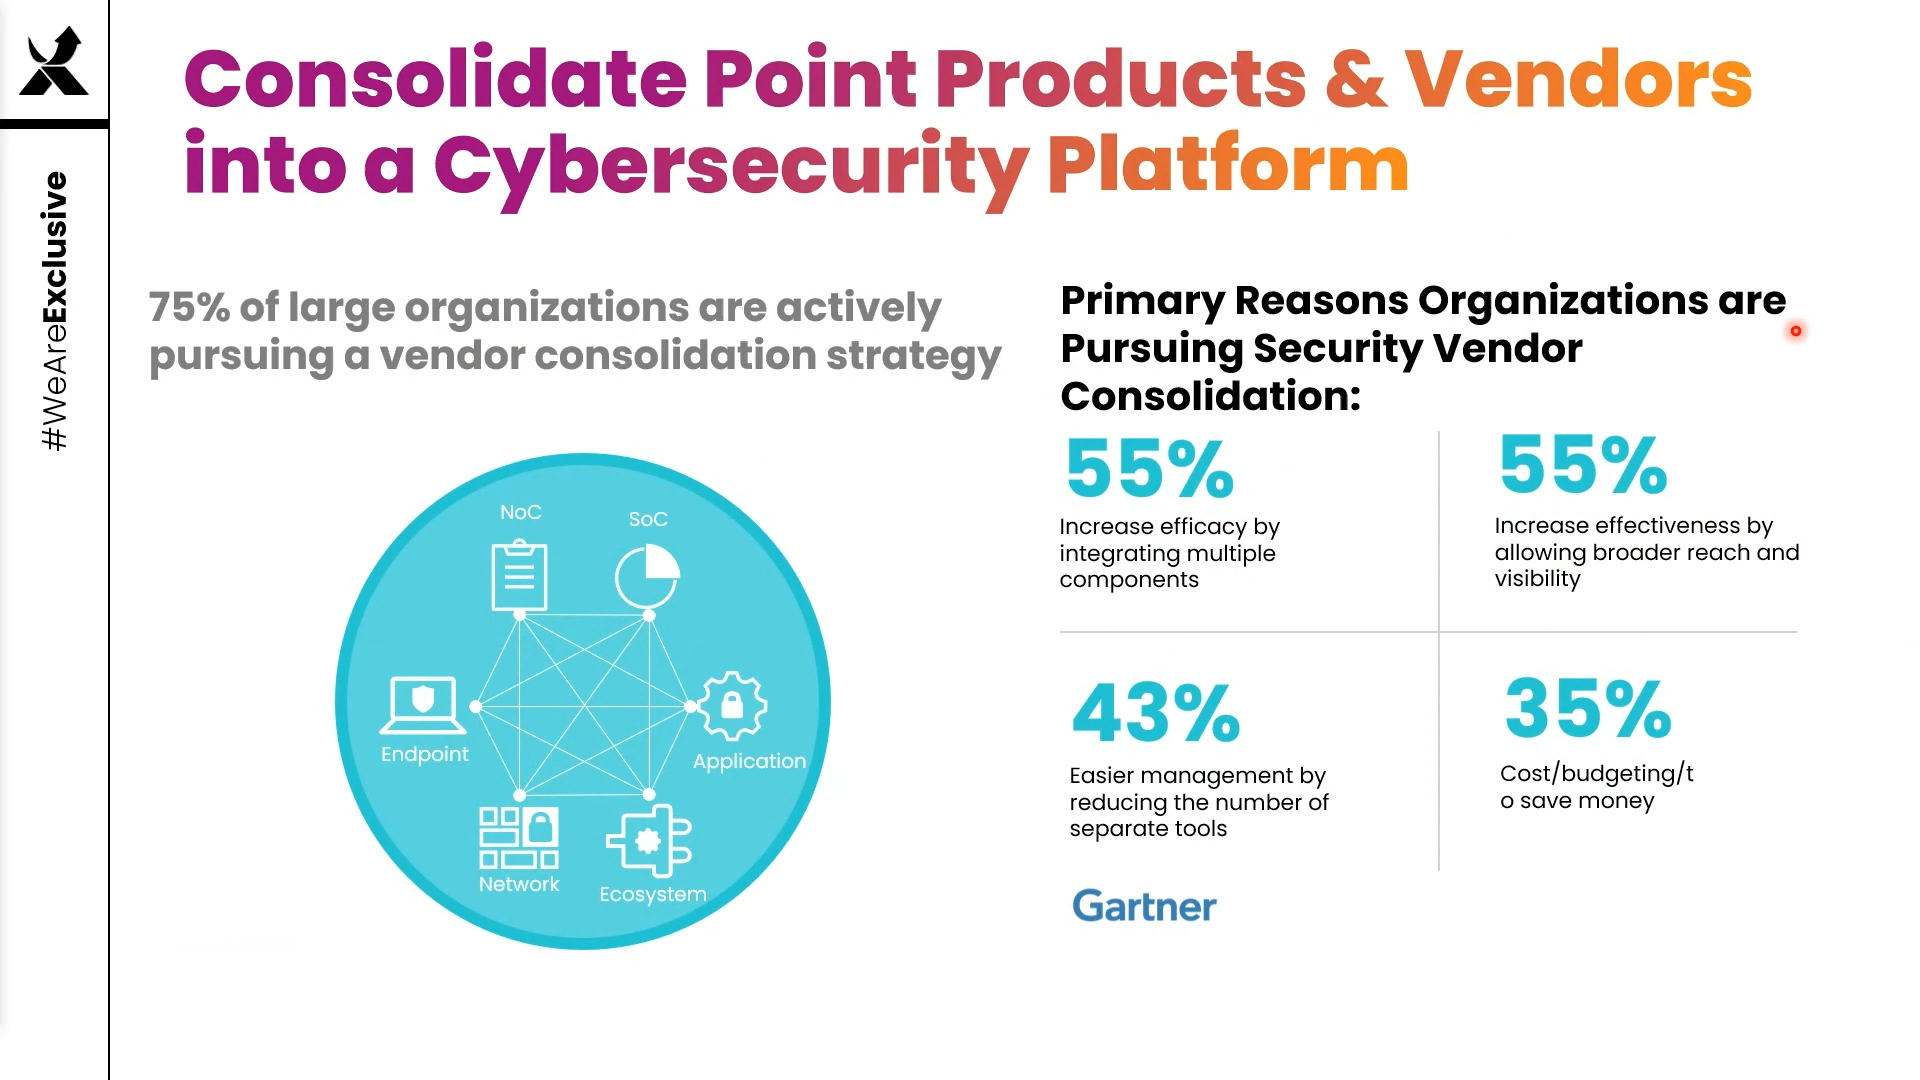 #WeAreExclusive
Consolidate Point Products & Vendors
into a Cybersecurity Platform
75% of large organizations are actively
pursuing a vendor consolidation strategy
NoC
SoC
Endpoint
Application
Network
Ecosystem
Primary Reasons Organizations are
Pursuing Security Vendor
Consolidation:
55%
Increase efficacy by
integrating multiple
components
55%
Increase effectiveness by
allowing broader reach and
visibility
43%
Easier management by
reducing the number of
separate tools
35%
Cost/budgeting/t
o save money
Gartner